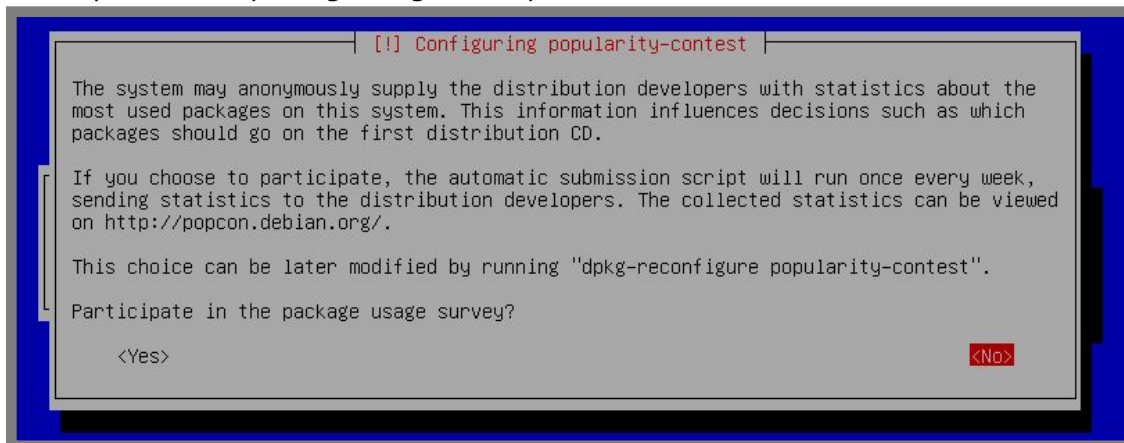 [!] Configuring popularity-contest
The system may anonymously supply the distribution developers with statistics about the
most used packages on this system. This information influences decisions such as which
packages should go on the first distribution CD.
If you choose to participate, the automatic submission script will run once every week,
sending statistics to the distribution developers. The collected statistics can be viewed
on http://popcon.debian.org/.
This choice can be later modified by running "dpkg-reconfigure popularity-contest".
Participate in the package usage survey?
<Yes> <No>